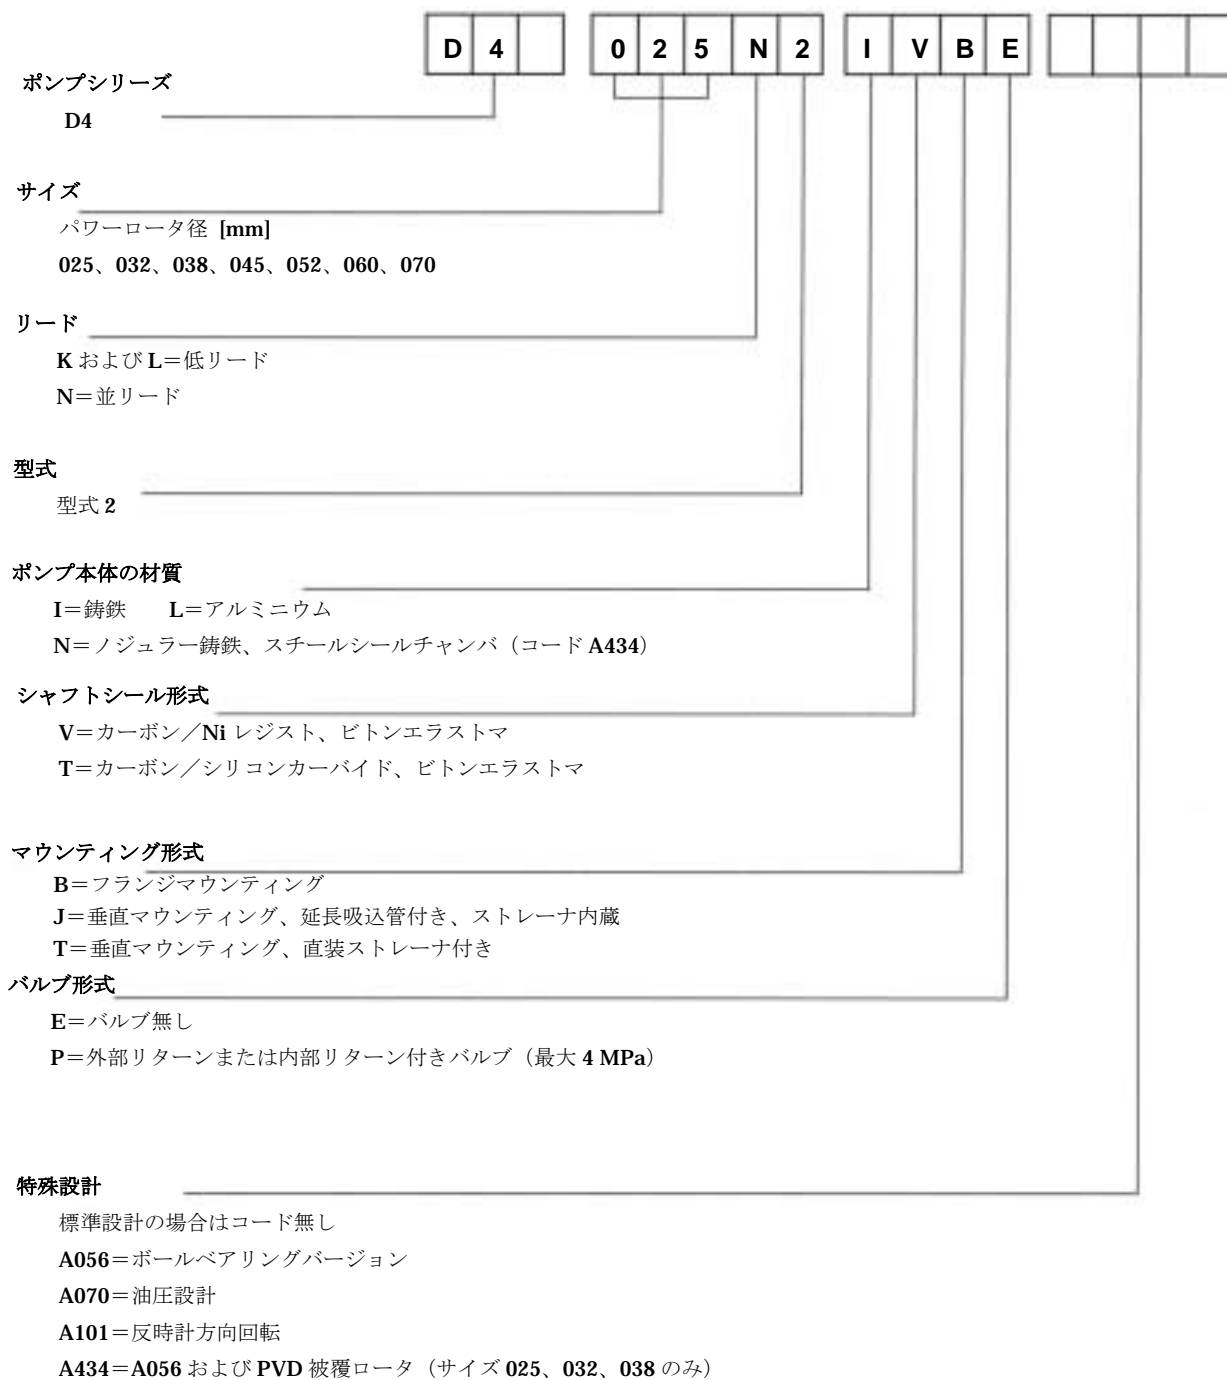 D 4 0 2 5 N 2 I V B E
ポンプシリーズ
D4
サイズ
パワーロータ径 [mm]
025、032、038、045、052、060、070
リード
K および L＝低リード
N＝並リード
型式
型式 2
ポンプ本体の材質
I＝鋳鉄 L＝アルミニウム
N＝ノジュラー鋳鉄、スチールシールチャンバ（コード A434）
シャフトシール形式
V＝カーボン／Ni レジスト、ビトンエラストマ
T＝カーボン／シリコンカーバイド、ビトンエラストマ
マウンティング形式
B＝フランジマウンティング
J＝垂直マウンティング、延長吸込管付き、ストレーナ内蔵
T＝垂直マウンティング、直装ストレーナ付き
バルブ形式
E＝バルブ無し
P＝外部リターンまたは内部リターン付きバルブ（最大 4 MPa）
特殊設計
標準設計の場合はコード無し
A056＝ボールベアリングバージョン
A070＝油圧設計
A101＝反時計方向回転
A434＝A056 および PVD 被覆ロータ（サイズ 025、032、038 のみ）